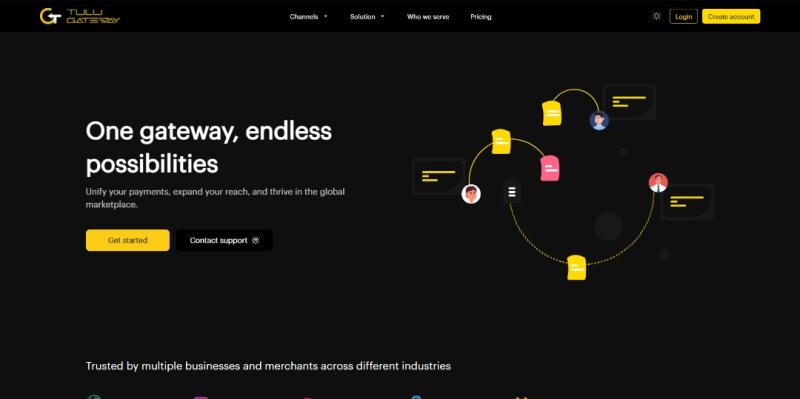 TULU
GATEWAY
Channels
Solution
Who we serve
Pricing
Login
Create account
One gateway, endless
possibilities
Unify your payments, expand your reach, and thrive in the global
marketplace.
Get started
Contact support
Trusted by multiple businesses and merchants across different industries